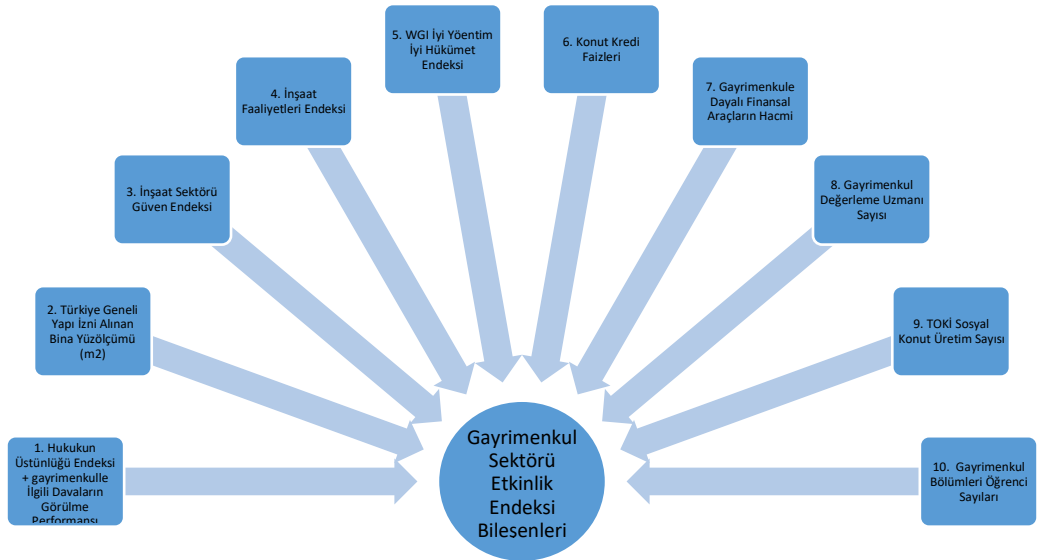 1. Hukukun
Üstünlüğü Endeksi
+ gayrimenkulle
İlgili Davaların
Görülme
Performansı
2. Türkiye Geneli
Yapı İzni Alınan
Bina Yüzölçümü
(m2)
3. İnşaat Sektörü
Güven Endeksi
4. İnşaat
Faaliyetleri Endeksi
5. WGI İyi Yöentim
İyi Hükümet
Endeksi
6. Konut Kredi
Faizleri
7. Gayrimenkule
Dayalı Finansal
Araçların Hacmi
8. Gayrimenkul
Değerleme Uzmanı
Sayısı
9. TOKİ Sosyal
Konut Üretim Sayısı
10. Gayrimenkul
Bölümleri Öğrenci
Sayıları
Gayrimenkul
Sektörü
Etkinlik
Endeksi
Bileşenleri